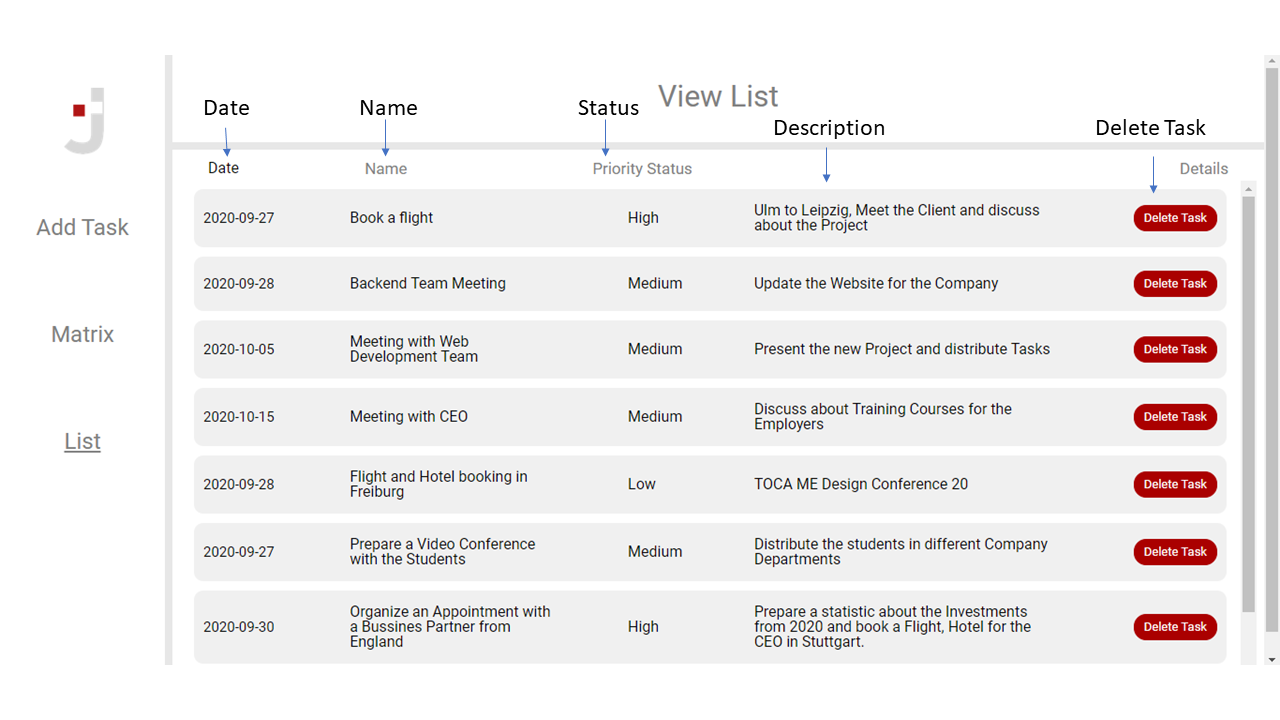 View List
Date
Name
Status
Description
Delete Task
Date
Name
Priority Status
Details
Add Task
Matrix
List
2020-09-27
Book a flight
High
Ulm to Leipzig, Meet the Client and discuss
about the Project
Delete Task
2020-09-28
Backend Team Meeting
Medium
Update the Website for the Company
Delete Task
2020-10-05
Meeting with Web
Development Team
Medium
Present the new Project and distribute Tasks
Delete Task
2020-10-15
Meeting with CEO
Medium
Discuss about Training Courses for the
Employers
Delete Task
2020-09-28
Flight and Hotel booking in
Freiburg
Low
TOCA ME Design Conference 20
Delete Task
2020-09-27
Prepare a Video Conference
with the Students
Medium
Distribute the students in different Company
Departments
Delete Task
2020-09-30
Organize an Appointment with
a Bussines Partner from
England
High
Prepare a statistic about the Investments
from 2020 and book a Flight, Hotel for the
CEO in Stuttgart.
Delete Task